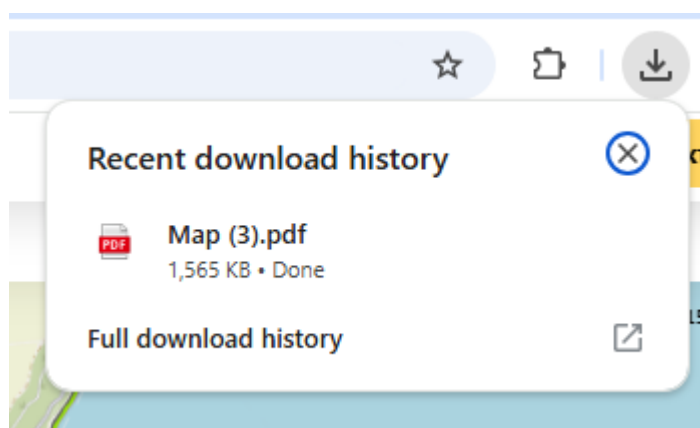 Recent download history
PDF
Map (3).pdf
1,565 KB • Done
Full download history